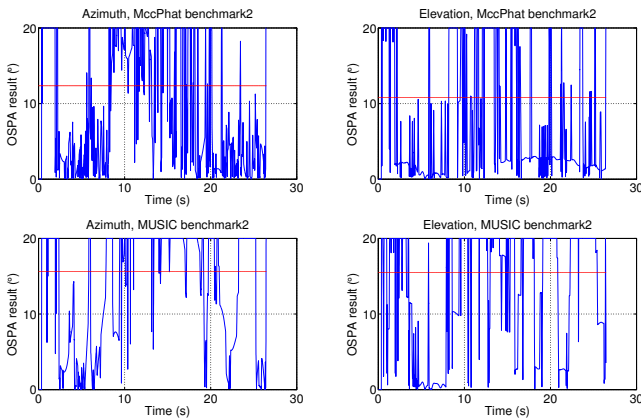 Azimuth, MccPhat benchmark2
20
10
0
OSPA result (º)
0 10 20 30
Time (s)
Elevation, MccPhat benchmark2
20
10
0
OSPA result (º)
0 10 20 30
Time (s)
Azimuth, MUSIC benchmark2
20
10
0
OSPA result (º)
0 10 20 30
Time (s)
Elevation, MUSIC benchmark2
20
10
0
OSPA result (º)
0 10 20 30
Time (s)